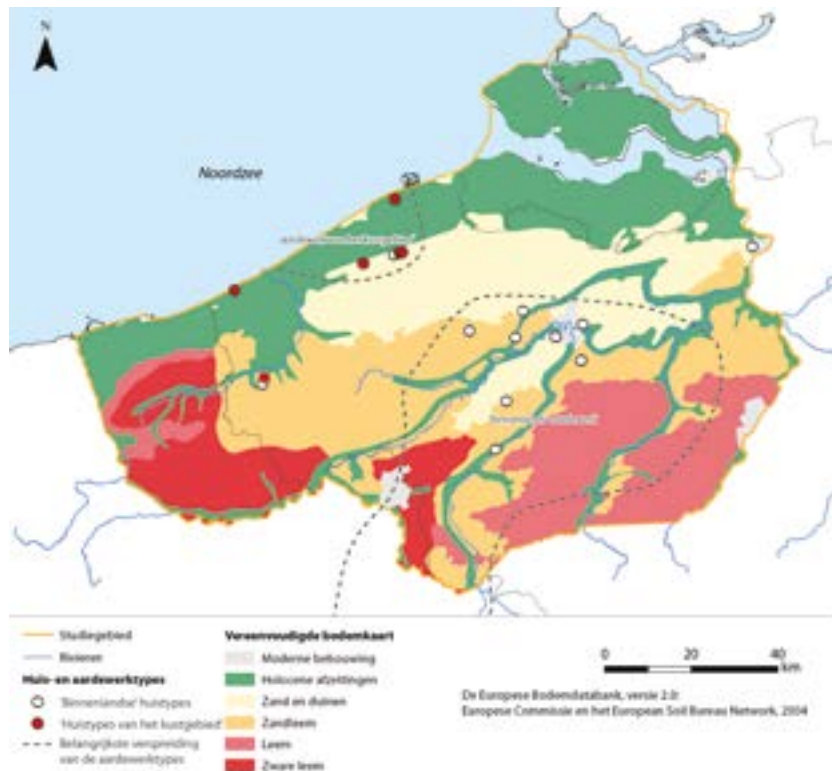 N
Noordzee
Studiegebied
Rivieren
Huis- en aardewerktypes
'Binnenlandse' huistypes
'Huistypes van het kustgebied'
Belangrijkste verspreiding
van de aardewerktypes
Vereenvoudigde bodemkaart
Moderne bebouwing
Holocene afzettingen
Zand en duinen
Zandleem
Leem
Zware leem
0 20 40
km
De Europese Bodemdatabank, versie 2.0:
Europese Commissie en het European Soil Bureau Network, 2004